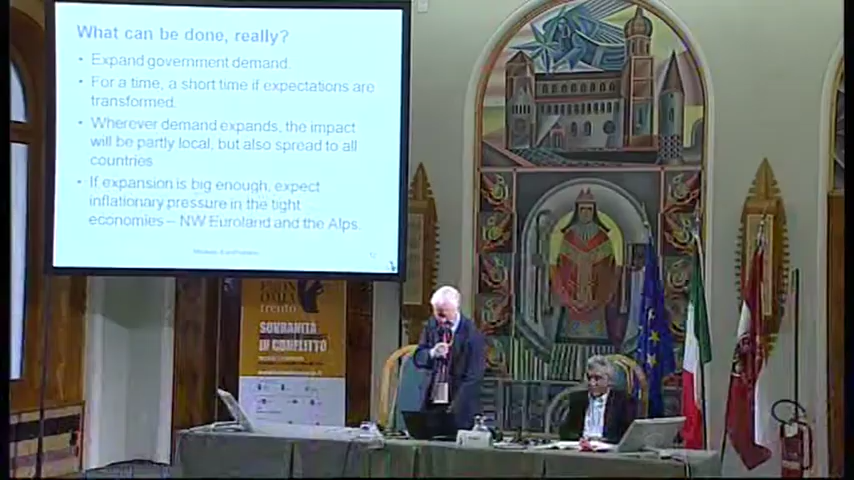 What can be done, really?
• Expand government demand.
• For a time, a short time if expectations are
transformed.
• Wherever demand expands, the impact
will be partly local, but also spread to all
countries
• If expansion is big enough, expect
inflationary pressure in the tight
economies – NW Euroland and the Alps.
trento
SOVRANITÀ
IN CONFLITTO